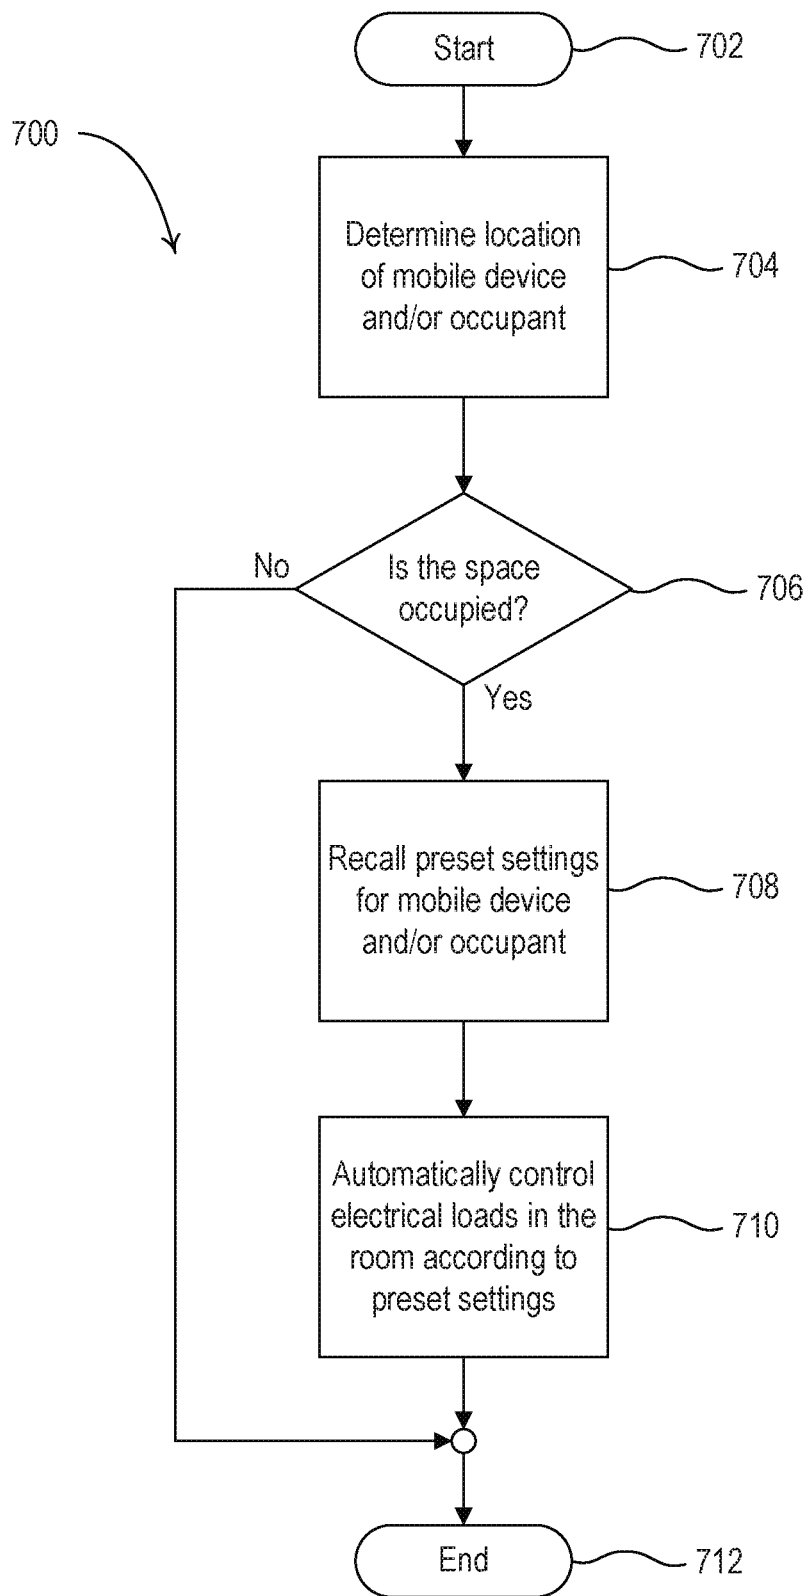 Start
702
700
Determine location
of mobile device
and/or occupant
704
No
Is the space
occupied?
706
Yes
Recall preset settings
for mobile device
and/or occupant
708
Automatically control
electrical loads in the
room according to
preset settings
710
End
712